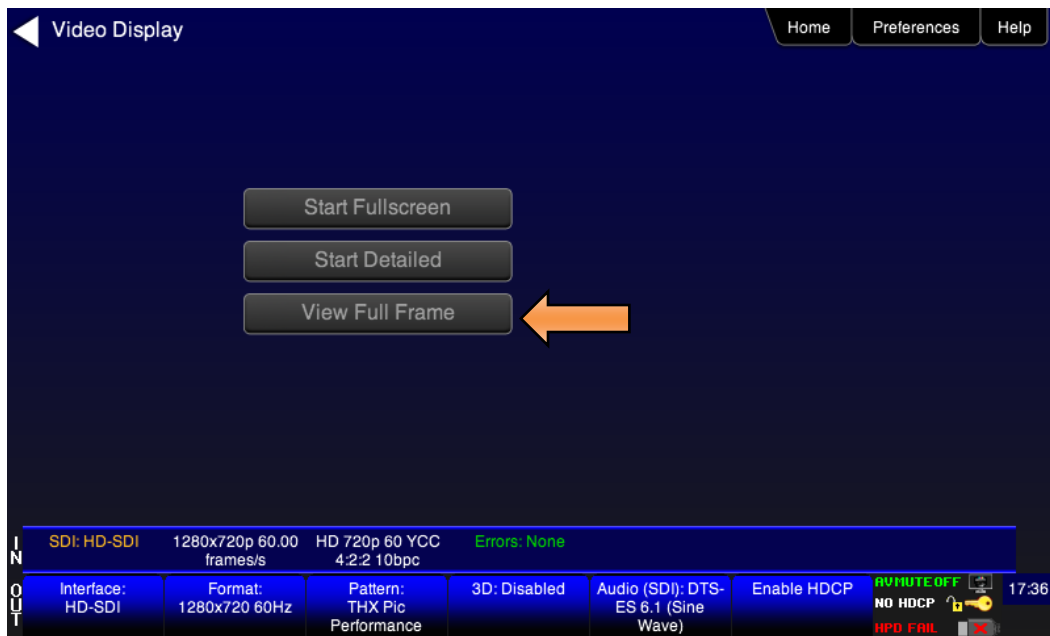 Video Display
Home
Preferences
Help
Start Fullscreen
Start Detailed
View Full Frame
IN
SDI: HD-SDI
1280x720p 60.00
frames/s
HD 720p 60 YCC
4:2:2 10bpc
Errors: None
OUT
Interface:
HD-SDI
Format:
1280x720 60Hz
Pattern:
THX Pic
Performance
3D: Disabled
Audio (SDI): DTS-
ES 6.1 (Sine
Wave)
Enable HDCP
AVMUTE OFF
NO HDCP
HPD FAIL
17:36